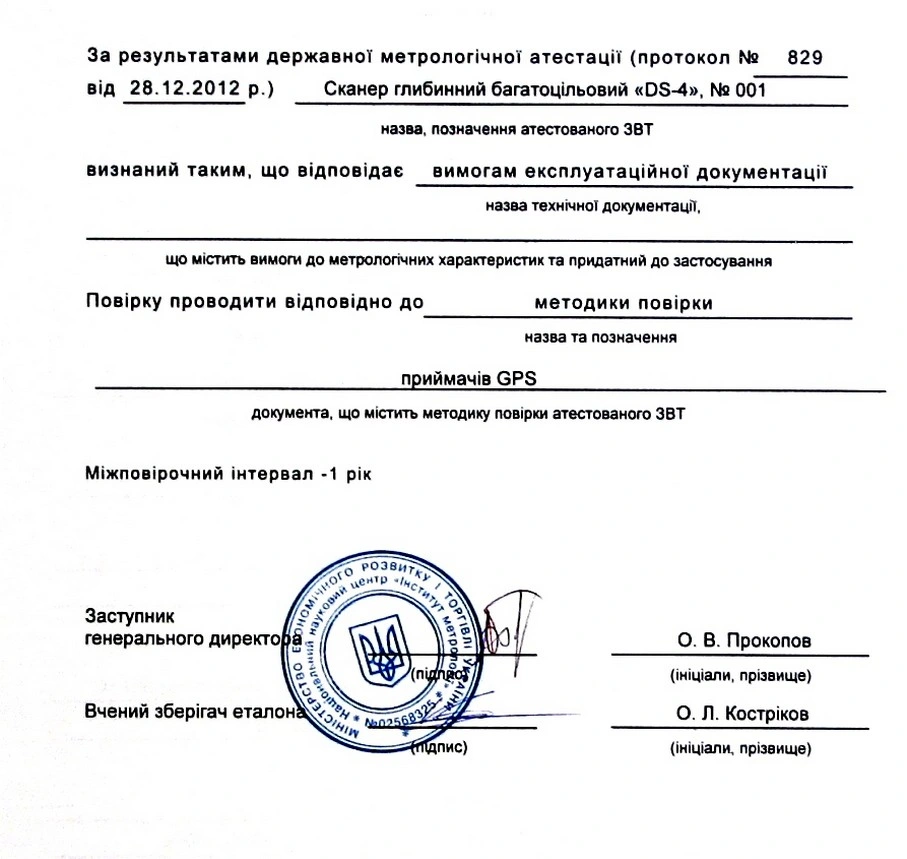 За результатами державної метрологічної атестації (протокол № 829
від 28.12.2012 р.) Сканер глибинний багатоцільовий «DS-4», № 001
назва, позначення атестованого ЗВТ
визнаний таким, що відповідає вимогам експлуатаційної документації
назва технічної документації,
що містить вимоги до метрологічних характеристик та придатний до застосування
Повірку проводити відповідно до методики повірки
назва та позначення
приймачів GPS
документа, що містить методику повірки атестованого ЗВТ
Міжповірочний інтервал -1 рік
МІНІСТЕРСТВО ЕКОНОМІЧНОГО РОЗВИТКУ І ТОРГІВЛІ УКРАЇНИ
Національний науковий центр «Інститут метрології»
№02568325
Заступник
генерального директора О. В. Прокопов
(підпис) (ініціали, прізвище)
Вчений зберігач еталона О. Л. Костріков
(підпис) (ініціали, прізвище)